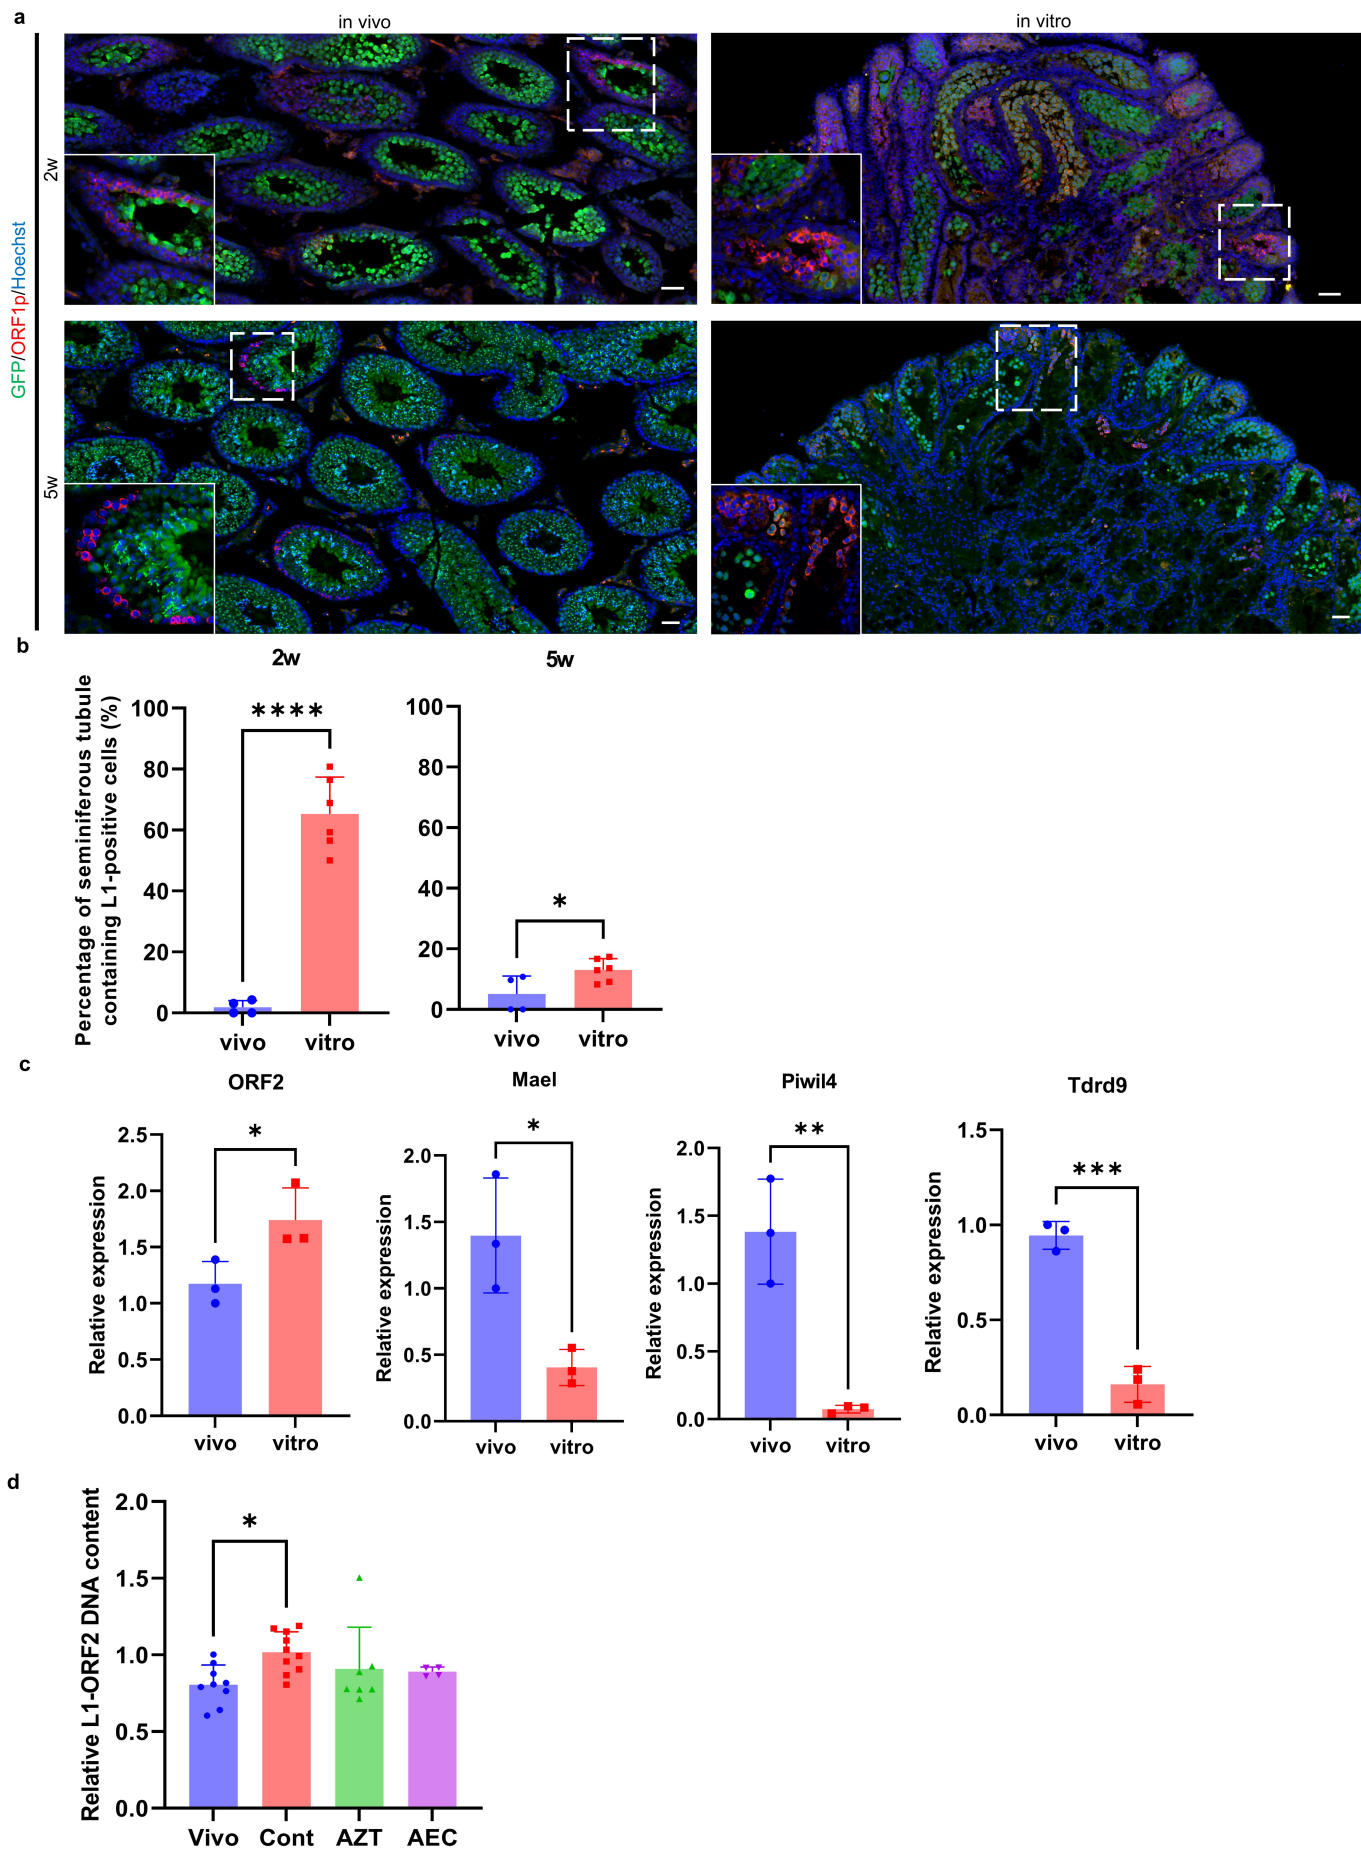 a
in vivo
in vitro
GFP/ORF1p/Hoechst
2w
5w
b
2w
5w
Percentage of seminiferous tubule
containing L1-positive cells (%)
100
80
60
40
20
0
****
vivo
vitro
100
80
60
40
20
0
*
vivo
vitro
c
ORF2
Relative expression
2.5
2.0
1.5
1.0
0.5
0.0
*
vivo
vitro
Mael
Relative expression
2.0
1.5
1.0
0.5
0.0
*
vivo
vitro
Piwil4
Relative expression
2.0
1.5
1.0
0.5
0.0
**
vivo
vitro
Tdrd9
Relative expression
1.5
1.0
0.5
0.0
***
vivo
vitro
d
Relative L1-ORF2 DNA content
2.0
1.5
1.0
0.5
0.0
*
Vivo
Cont
AZT
AEC